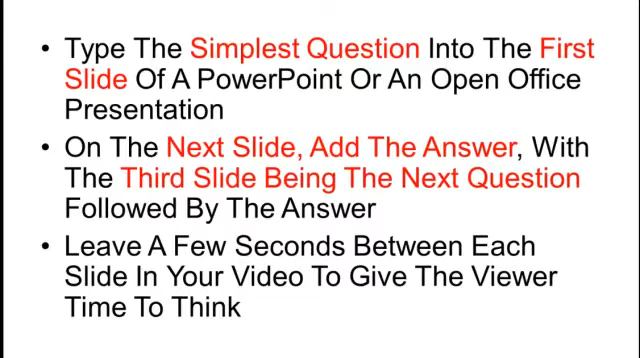 • Type The Simplest Question Into The First
Slide Of A PowerPoint Or An Open Office
Presentation
• On The Next Slide, Add The Answer, With
The Third Slide Being The Next Question
Followed By The Answer
• Leave A Few Seconds Between Each
Slide In Your Video To Give The Viewer
Time To Think